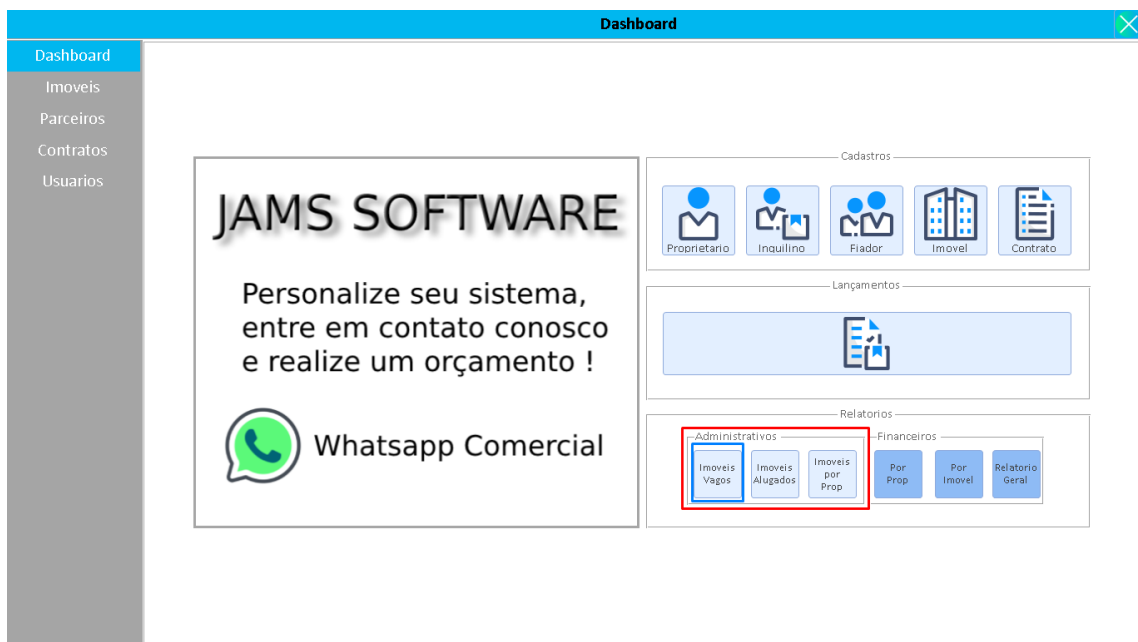 Dashboard
Dashboard
Imoveis
Parceiros
Contratos
Usuarios
JAMS SOFTWARE
Personalize seu sistema,
entre em contato conosco
e realize um orçamento !
Whatsapp Comercial
Cadastros
Proprietario
Inquilino
Fiador
Imovel
Contrato
Lançamentos
Relatorios
Administrativos
Imoveis
Vagos
Imoveis
Alugados
Imoveis
por
Prop
Financeiros
Por
Prop
Por
Imovel
Relatorio
Geral